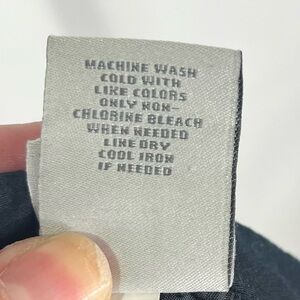 MACHINE WASH
COLD WITH
LIKE COLORS
ONLY NON-
CHLORINE BLEACH
WHEN NEEDED
LINE DRY
COOL IRON
IF NEEDED